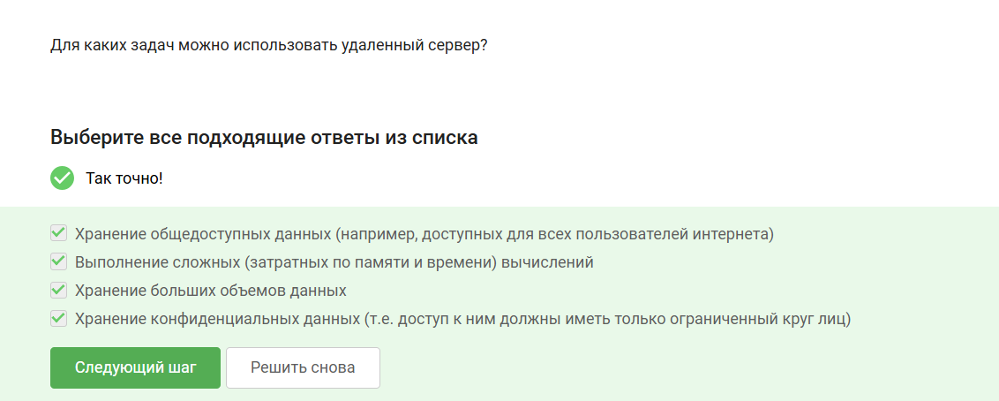 Для каких задач можно использовать удаленный сервер?
Выберите все подходящие ответы из списка
Так точно!
Хранение общедоступных данных (например, доступных для всех пользователей интернета)
Выполнение сложных (затратных по памяти и времени) вычислений
Хранение больших объемов данных
Хранение конфиденциальных данных (т.е. доступ к ним должны иметь только ограниченный круг лиц)
Следующий шаг
Решить снова